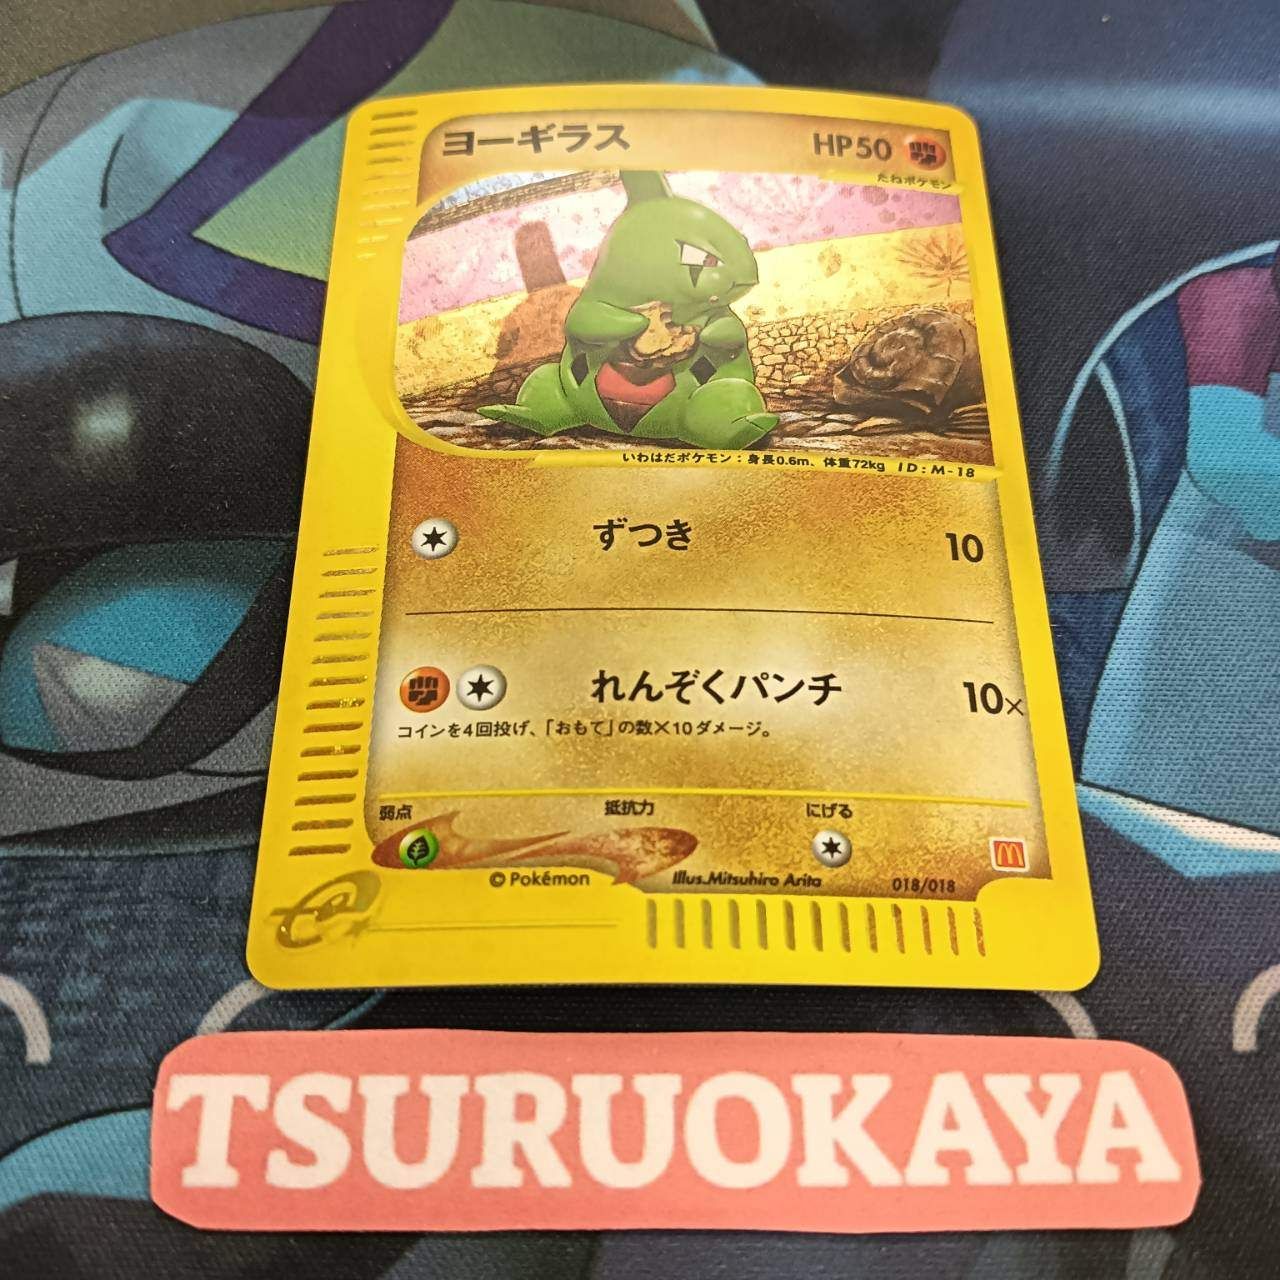 ヨーギラス HP50
たねポケモン
いわはだポケモン:身長0.6m、体重72kg ID:M-18
ずつき 10
れんぞくパンチ 10×
コインを4回投げ、「おもて」の数×10ダメージ。
弱点 抵抗力 にげる
©Pokémon Illus.Mitsuhiro Arita 018/018
TSURUOKAYA